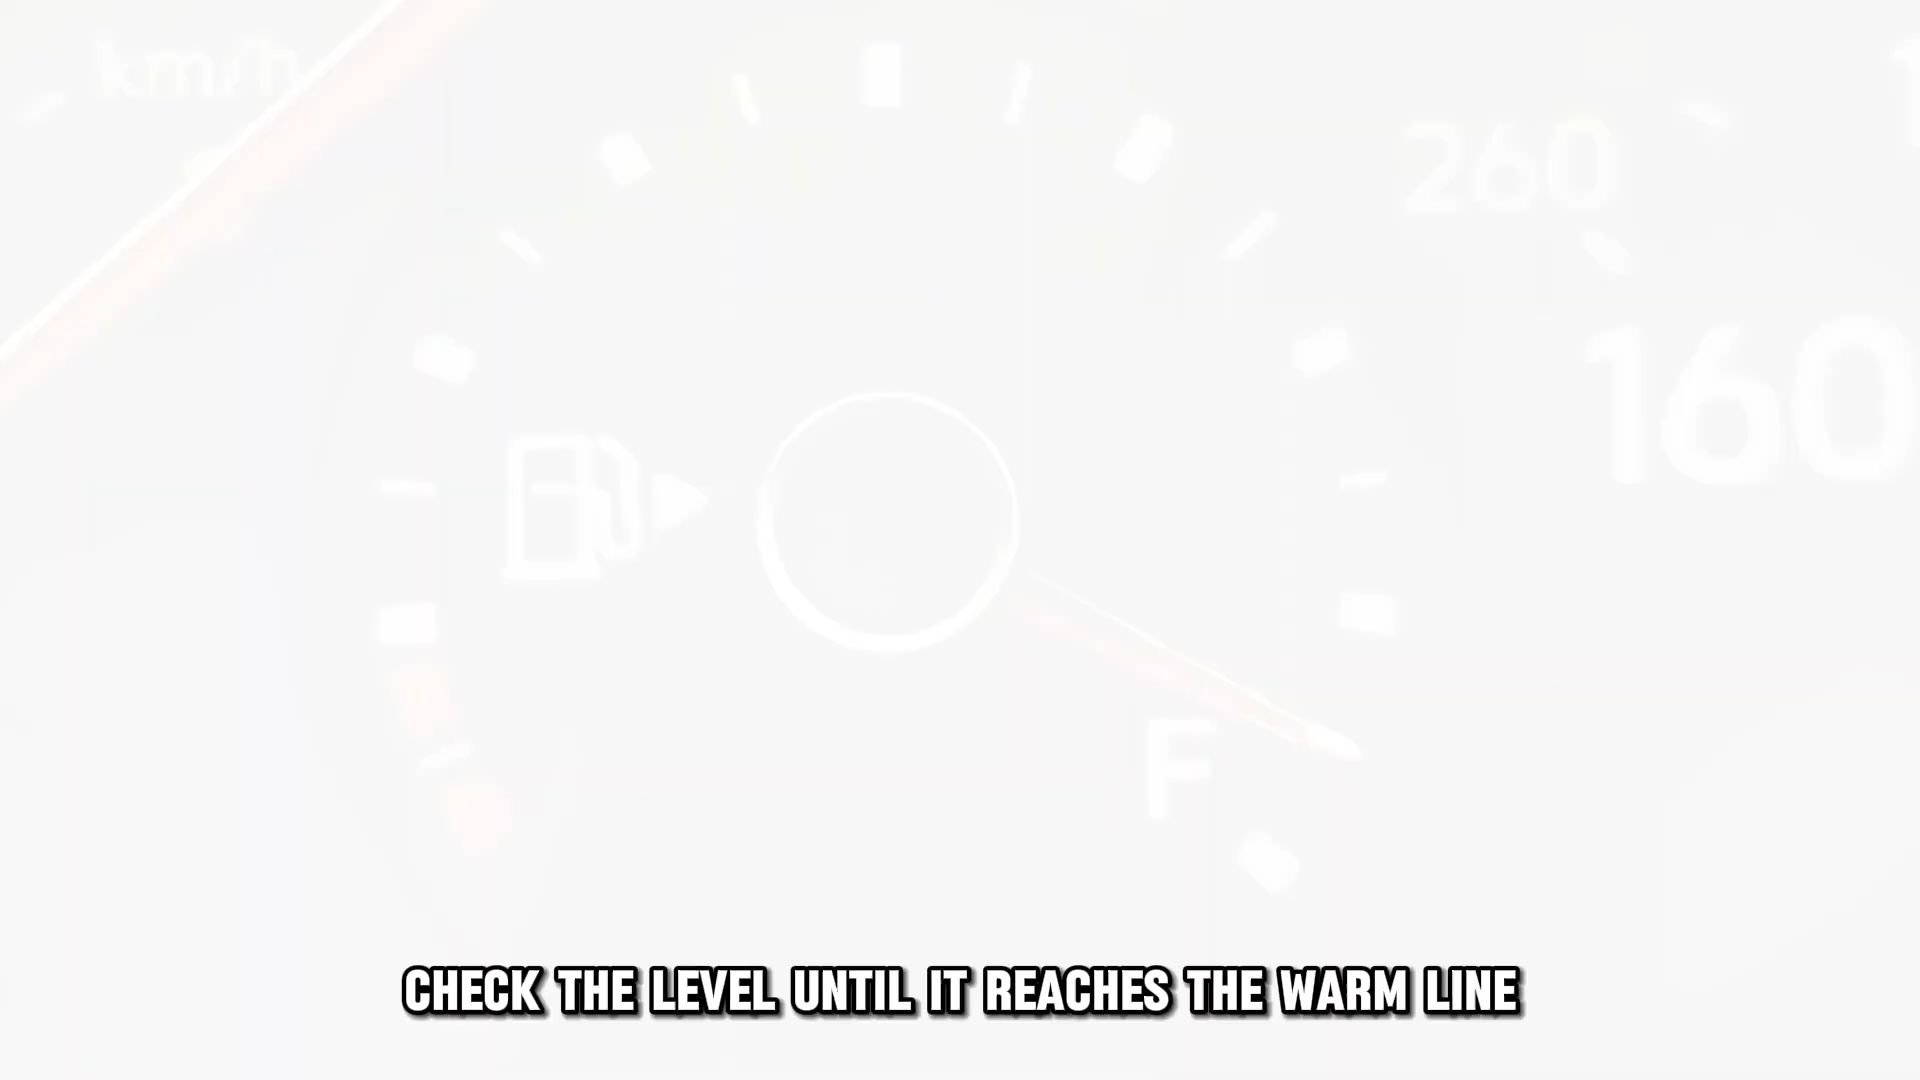 km/h
260
160
F
CHECK THE LEVEL UNTIL IT REACHES THE WARM LINE